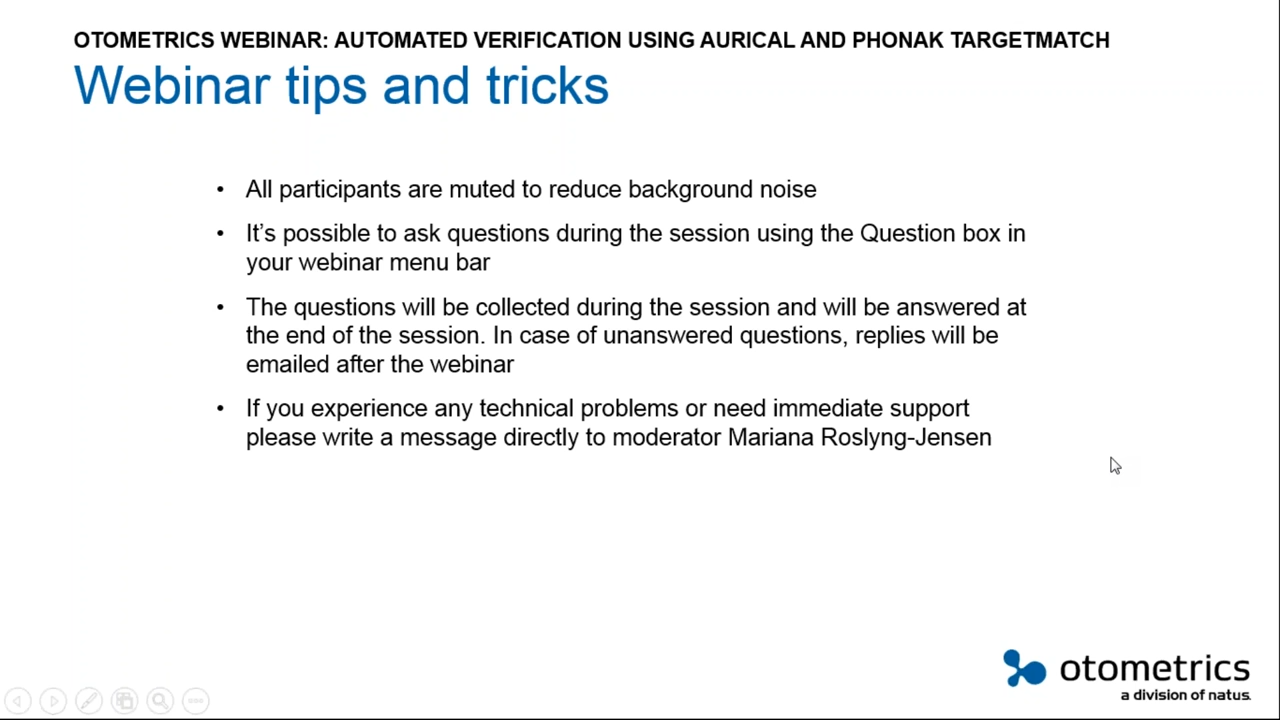 OTOMETRICS WEBINAR: AUTOMATED VERIFICATION USING AURICAL AND PHONAK TARGETMATCH
Webinar tips and tricks
• All participants are muted to reduce background noise
• It’s possible to ask questions during the session using the Question box in
your webinar menu bar
• The questions will be collected during the session and will be answered at
the end of the session. In case of unanswered questions, replies will be
emailed after the webinar
• If you experience any technical problems or need immediate support
please write a message directly to moderator Mariana Roslyng-Jensen
otometrics
a division of natus.